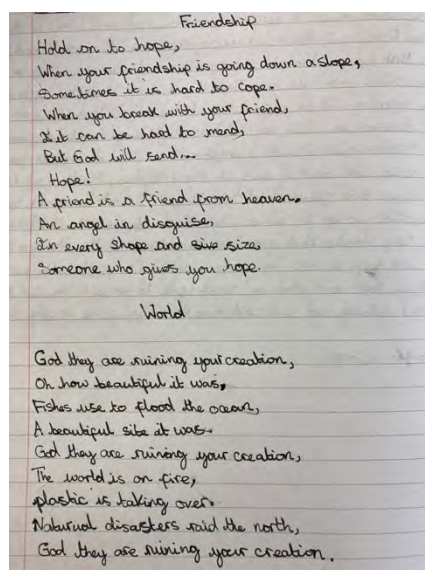 Friendship
Hold on to hope,
When your friendship is going down a slope,
Sometimes it is hard to cope.
When you break with your friend,
It can be hard to mend,
But God will send...
Hope!
A friend is a friend from heaven.
An angel in disguise,
In every shape and sive size,
Someone who gives you hope.
World
God they are ruining your creation,
Oh how beautiful it was,
Fishes use to flood the ocean,
A beautiful site it was.
God they are ruining your creation,
The world is on fire,
plastic is taking over.
Naturual disasters raid the north,
God they are ruining your creation.